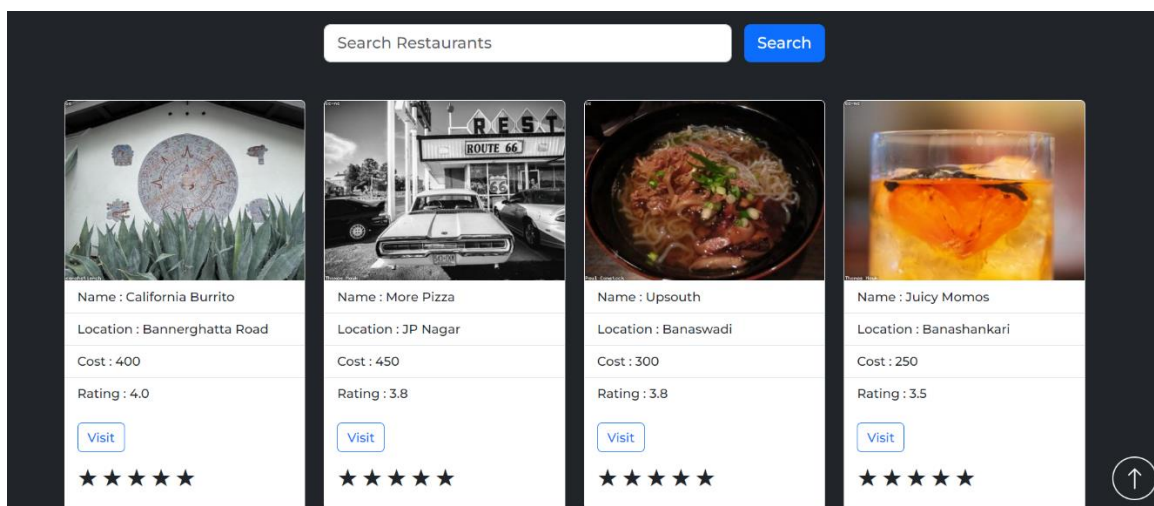 Search Restaurants
Search
REST
ROUTE 66
66
Name : California Burrito
Location : Bannerghatta Road
Cost : 400
Rating : 4.0
Visit
Name : More Pizza
Location : JP Nagar
Cost : 450
Rating : 3.8
Visit
Name : Upsouth
Location : Banaswadi
Cost : 300
Rating : 3.8
Visit
Name : Juicy Momos
Location : Banashankari
Cost : 250
Rating : 3.5
Visit